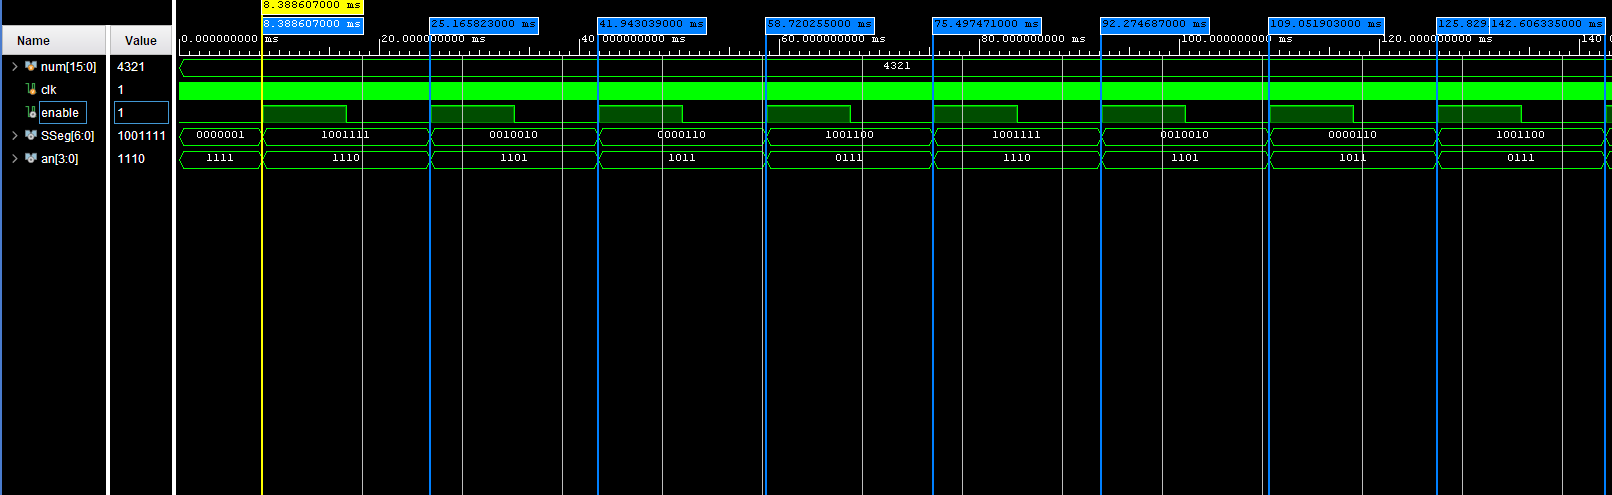 8.388607000 ms
8.388607000 ms 25.165823000 ms 41.943039000 ms 58.720255000 ms 75.497471000 ms 92.274687000 ms 109.051903000 ms 125.829 142.606335000 ms
Name Value 0.000000000 ms 20.000000000 ms 40 000000000 ms 60.000000000 ms 80.000000000 ms 100.000000000 ms 120.000000000 ms 140
num[15:0] 4321 4321
clk 1
enable 1
SSeg[6:0] 1001111 0000001 1001111 0010010 0000110 1001100 1001111 0010010 0000110 1001100
an[3:0] 1110 1111 1110 1101 1011 0111 1110 1101 1011 0111